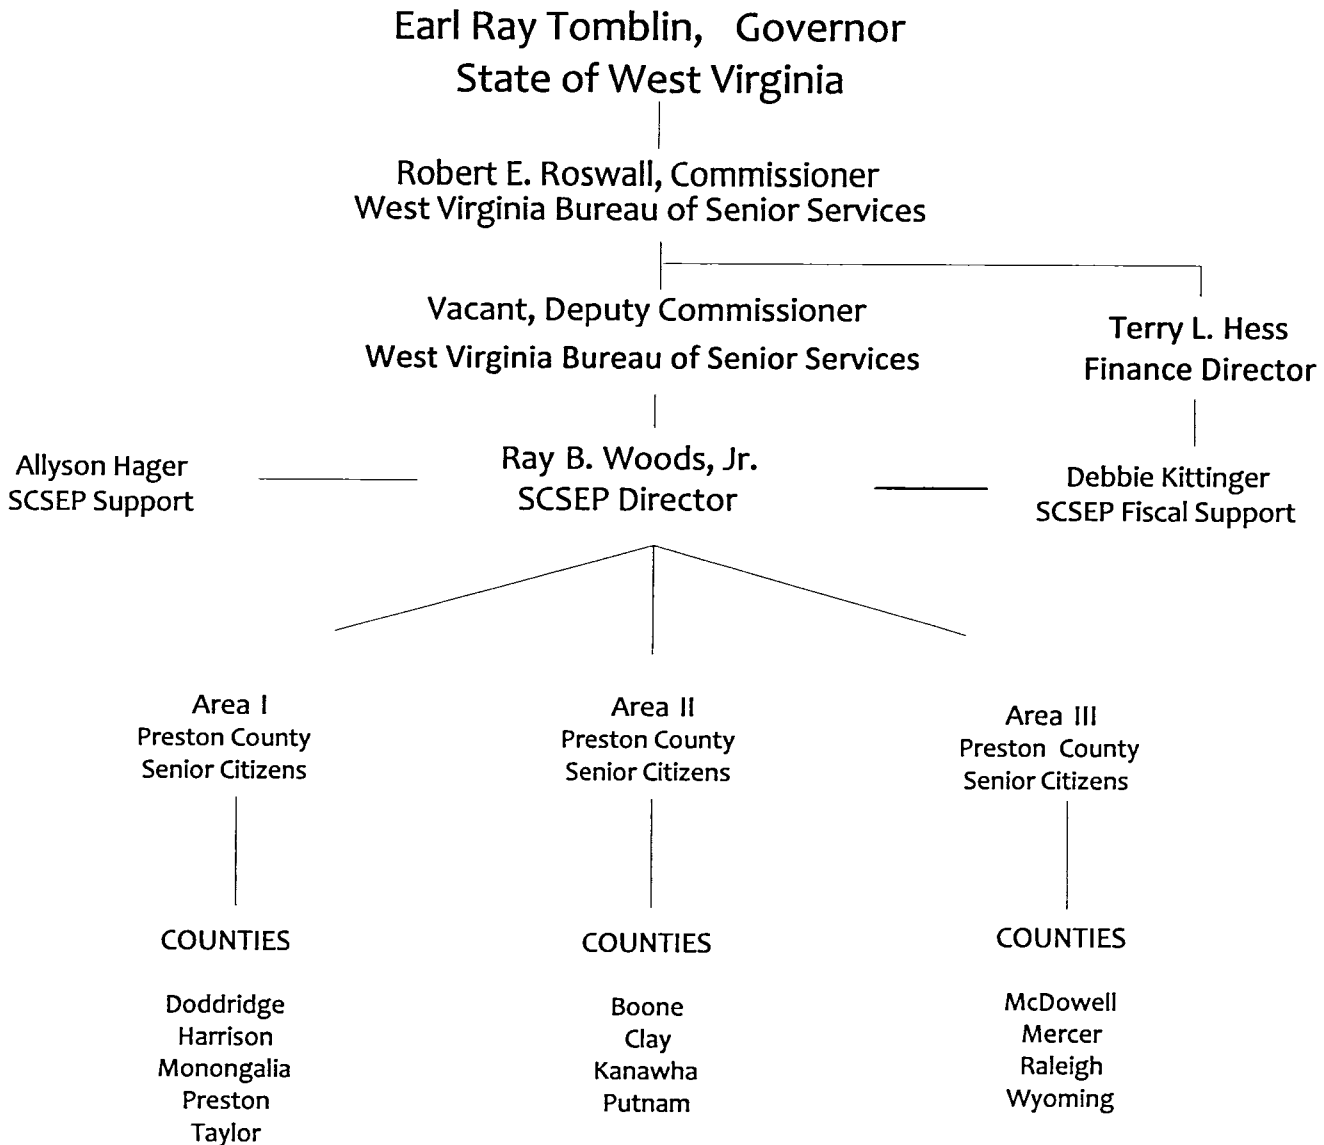 Earl Ray Tomblin, Governor
State of West Virginia
Robert E. Roswall, Commissioner
West Virginia Bureau of Senior Services
Vacant, Deputy Commissioner
West Virginia Bureau of Senior Services
Terry L. Hess
Finance Director
Allyson Hager
SCSEP Support
Ray B. Woods, Jr.
SCSEP Director
Debbie Kittinger
SCSEP Fiscal Support
Area I
Preston County
Senior Citizens
Area II
Preston County
Senior Citizens
Area III
Preston County
Senior Citizens
COUNTIES
Doddridge
Harrison
Monongalia
Preston
Taylor
COUNTIES
Boone
Clay
Kanawha
Putnam
COUNTIES
McDowell
Mercer
Raleigh
Wyoming